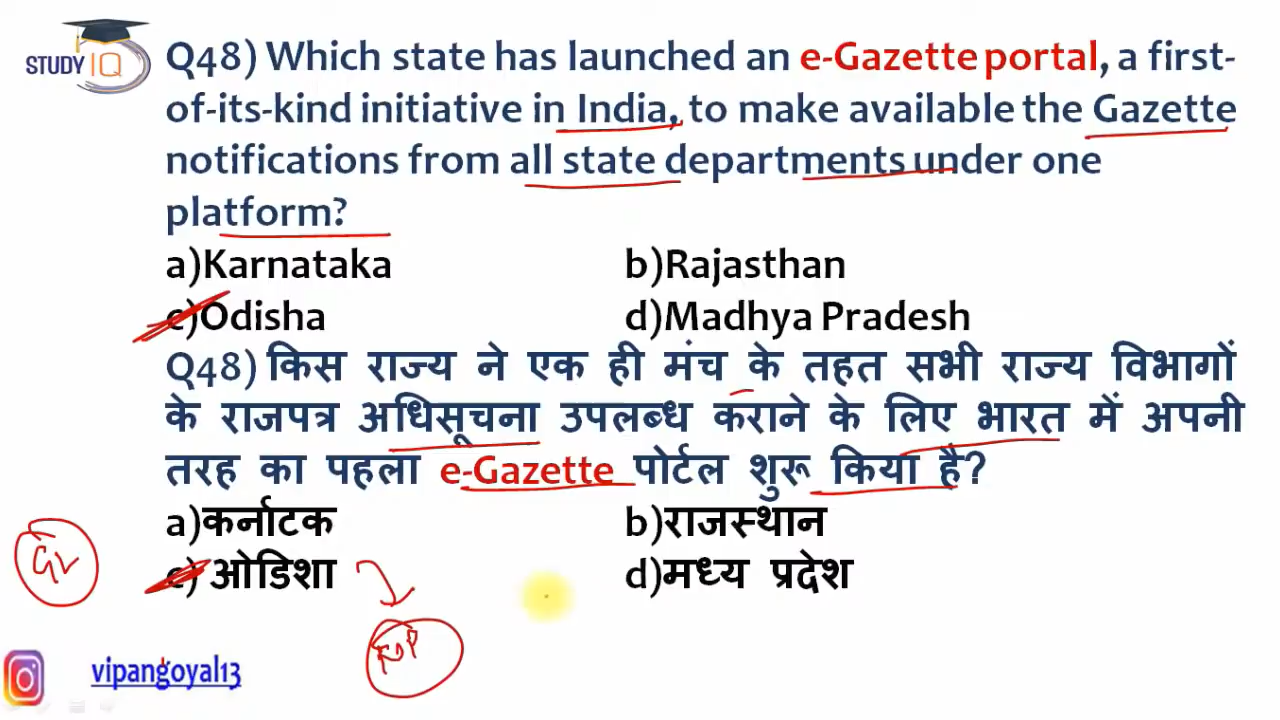 STUDY IQ
Q48) Which state has launched an e-Gazette portal, a first-
of-its-kind initiative in India, to make available the Gazette
notifications from all state departments under one
platform?
a)Karnataka b)Rajasthan
c)Odisha d)Madhya Pradesh
Q48) किस राज्य ने एक ही मंच के तहत सभी राज्य विभागों
के राजपत्र अधिसूचना उपलब्ध कराने के लिए भारत में अपनी
तरह का पहला e-Gazette पोर्टल शुरू किया है?
a)कर्नाटक b)राजस्थान
c) ओडिशा d)मध्य प्रदेश
vipangoyal13